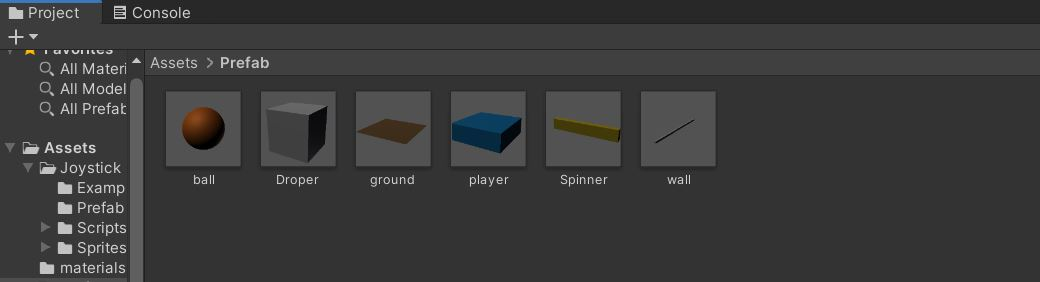 Project
Console
Favorites
All Materi
All Model
All Prefab
Assets
Joystick
Examp
Prefab
Scripts
Sprites
materials
Assets > Prefab
ball
Droper
ground
player
Spinner
wall